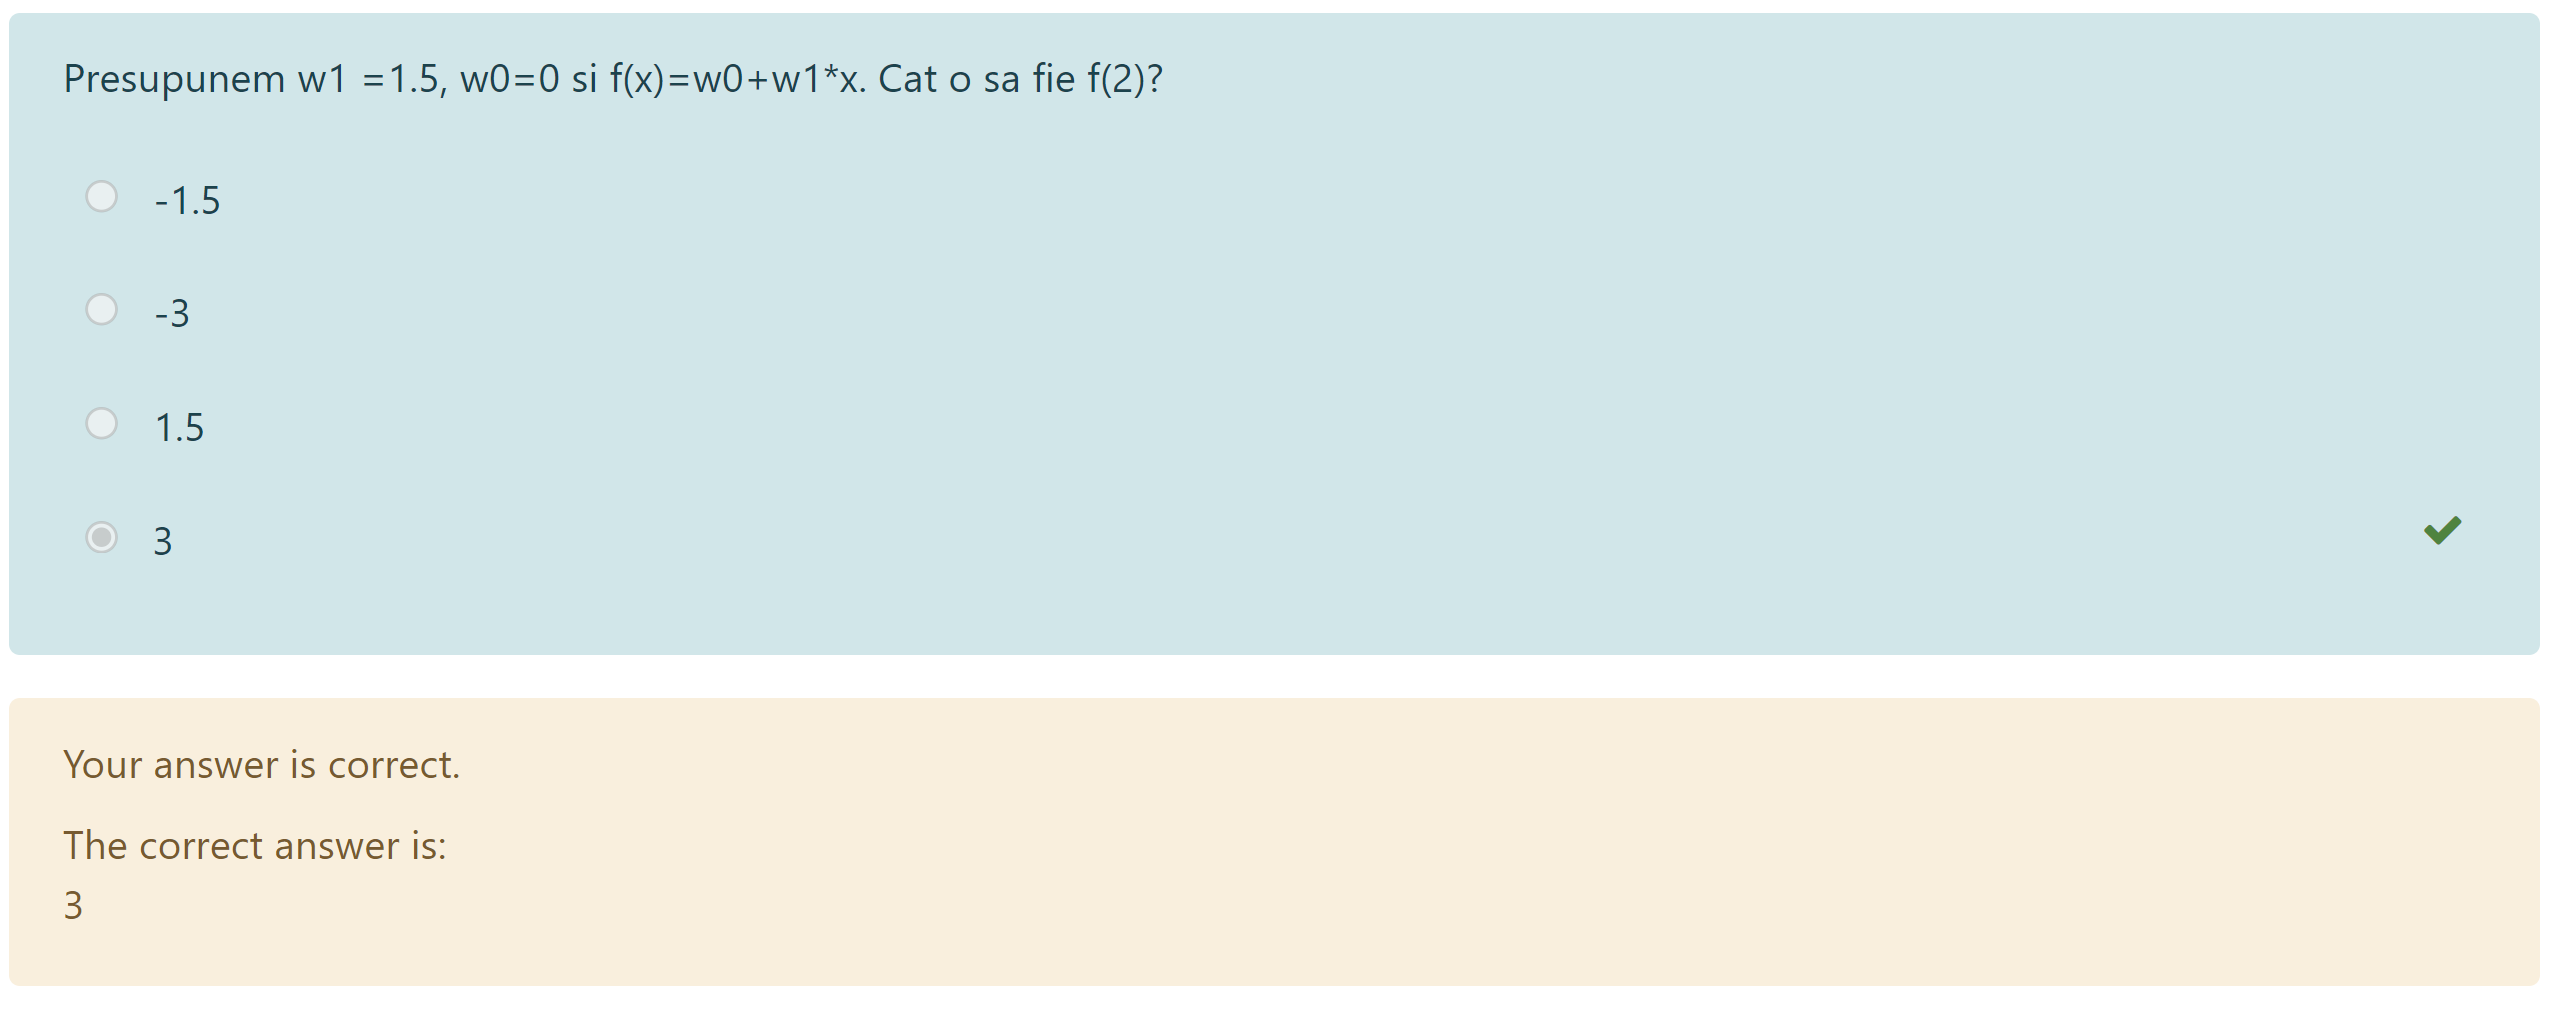 Presupunem w1 =1.5, w0=0 si f(x)=w0+w1*x. Cat o sa fie f(2)?
-1.5
-3
1.5
3
Your answer is correct.
The correct answer is:
3